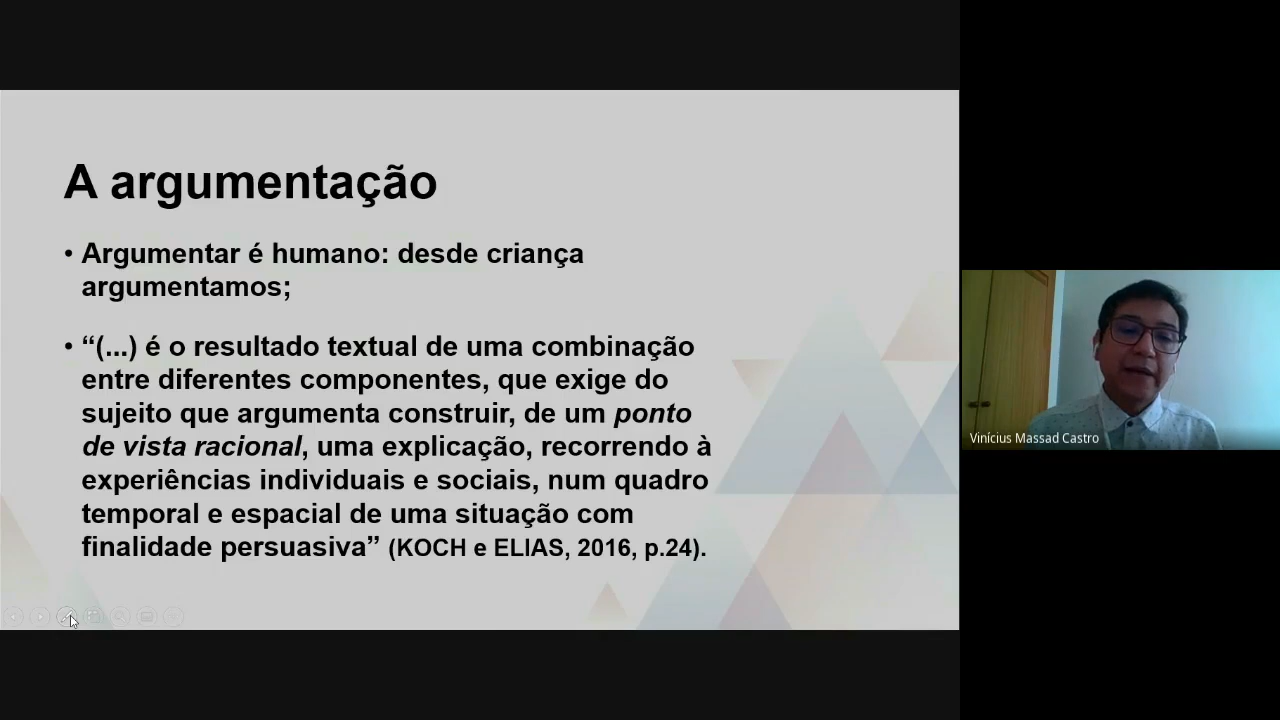 A argumentação
• Argumentar é humano: desde criança
argumentamos;
• “(...) é o resultado textual de uma combinação
entre diferentes componentes, que exige do
sujeito que argumenta construir, de um ponto
de vista racional, uma explicação, recorrendo à
experiências individuais e sociais, num quadro
temporal e espacial de uma situação com
finalidade persuasiva” (KOCH e ELIAS, 2016, p.24).
Vinícius Massad Castro